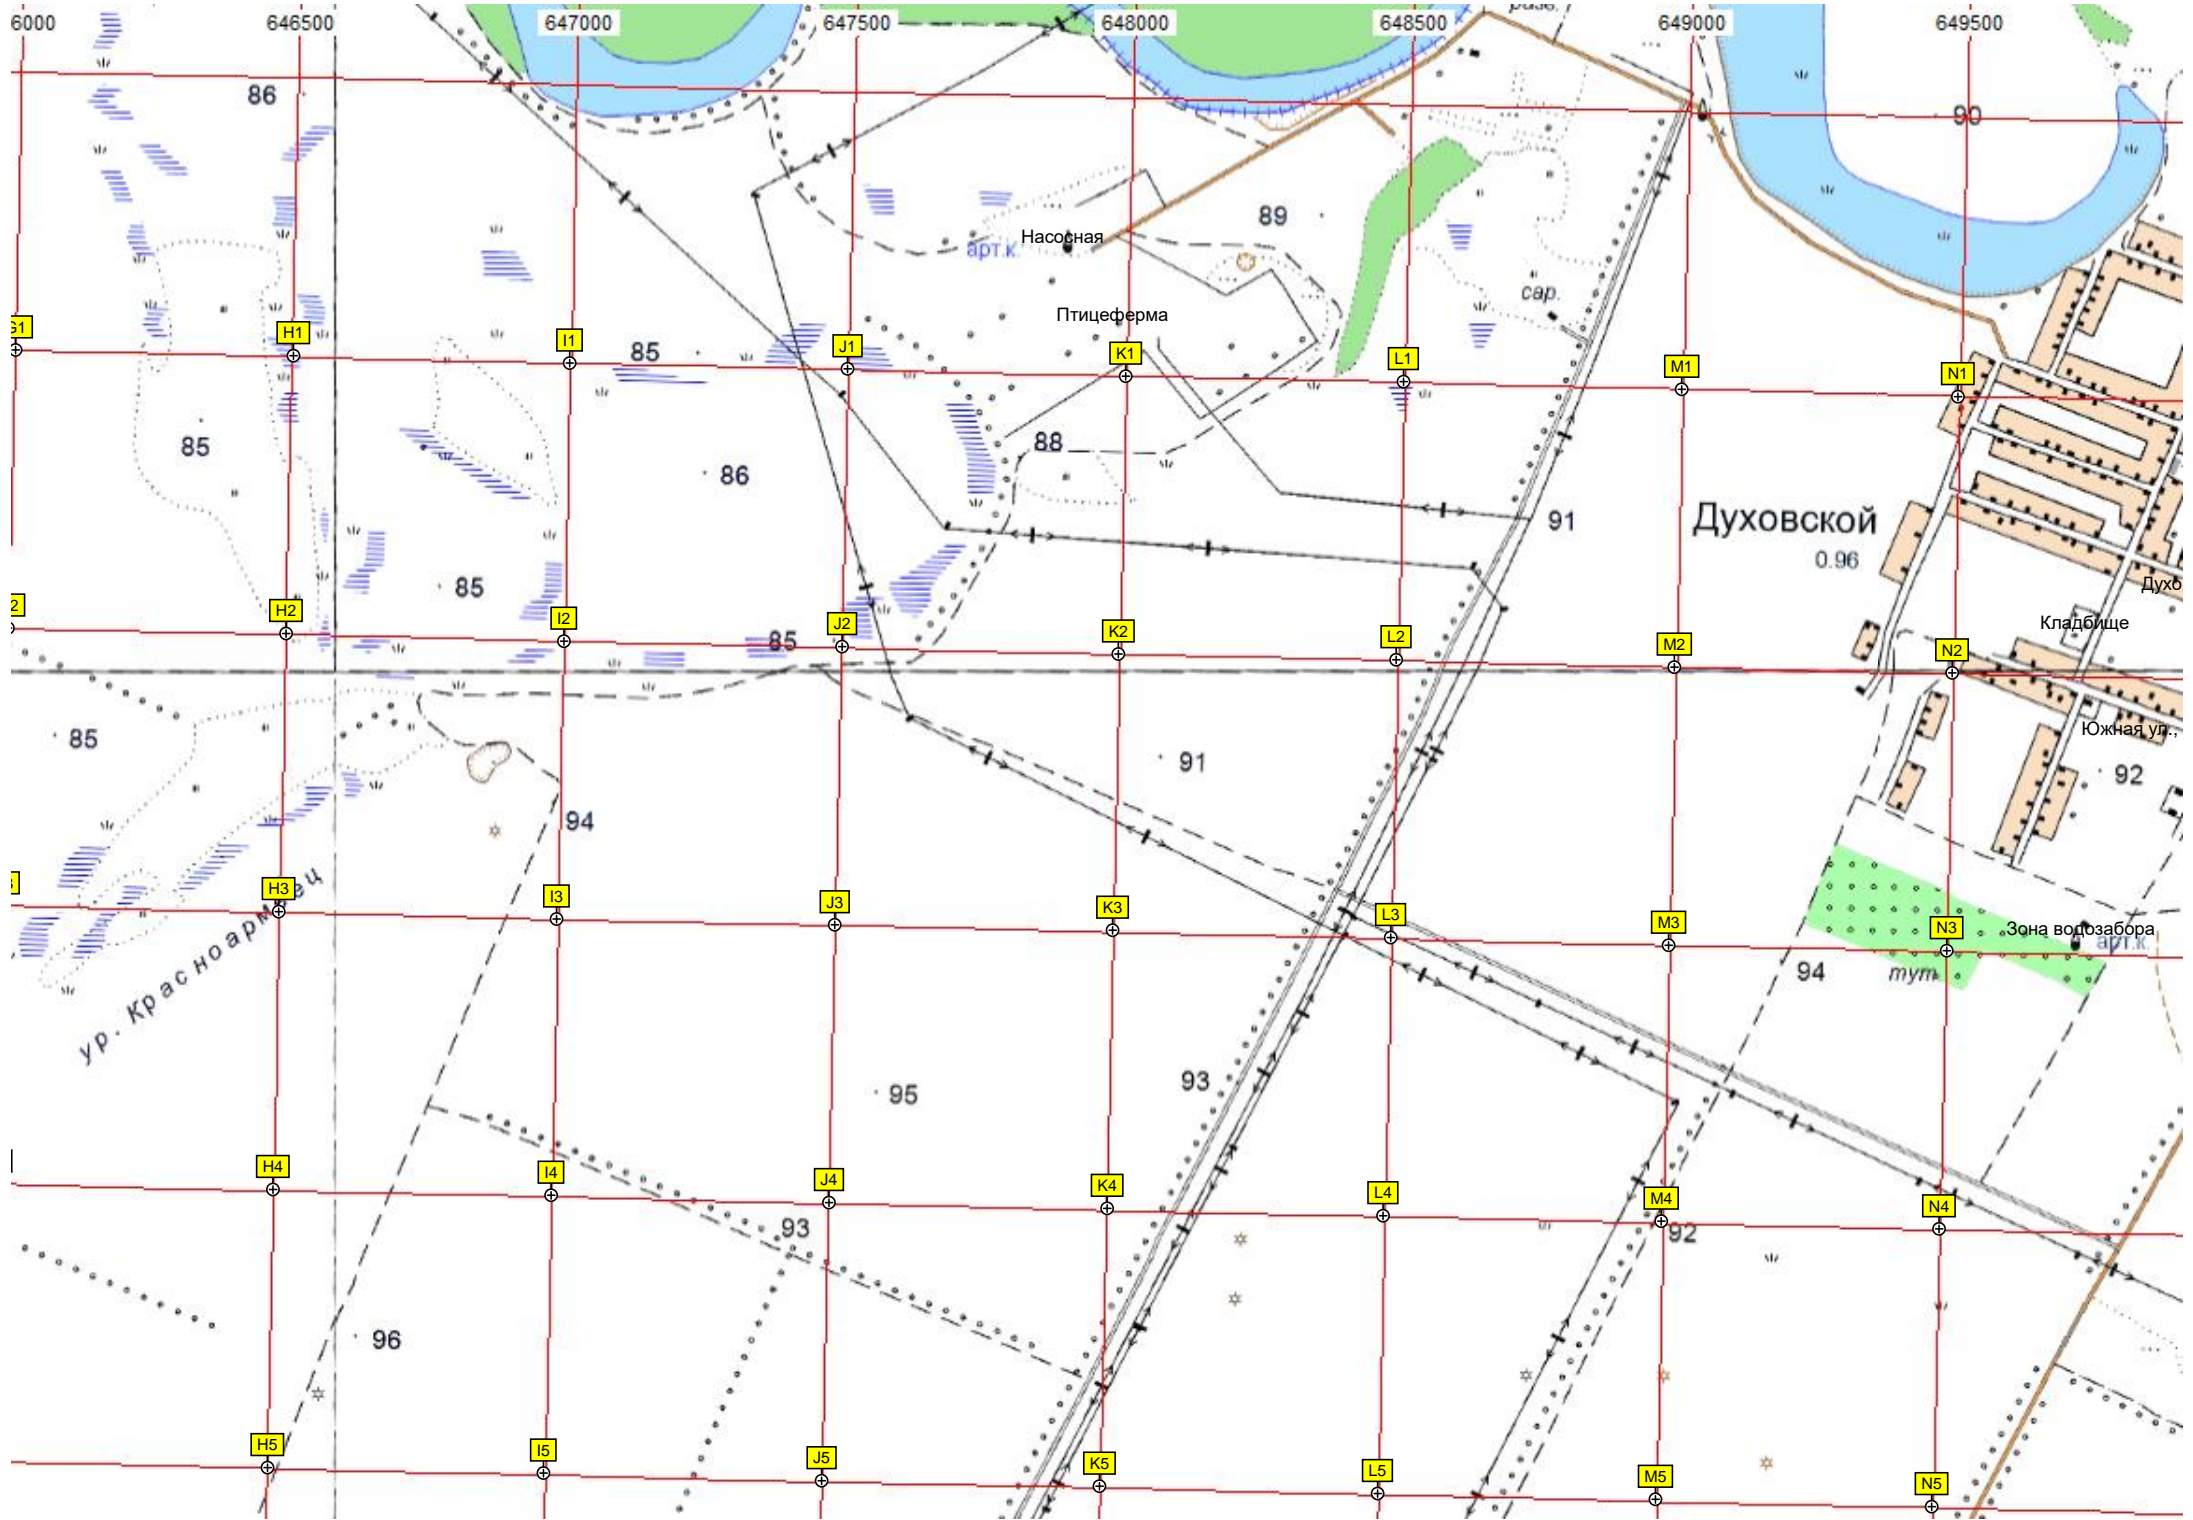 6000 646500 647000 647500 648000 648500 649000 649500
86
90
89
Насосная
арт.к.
сар.
Птицеферма
G1 H1 I1 J1 K1 L1 M1 N1
85
85
88
86
91
Духовской
0.96
85
Духо
2 H2 I2 J2 K2 L2 M2 N2
Кладбище
85
85
91
Южная ул.,
92
94
H3 I3 J3 K3 L3 M3 N3
Зона водозабора
арт.к.
тут
94
ур. Красноармеец
93
95
H4 I4 J4 K4 L4 M4 N4
93
92
96
H5 I5 J5 K5 L5 M5 N5